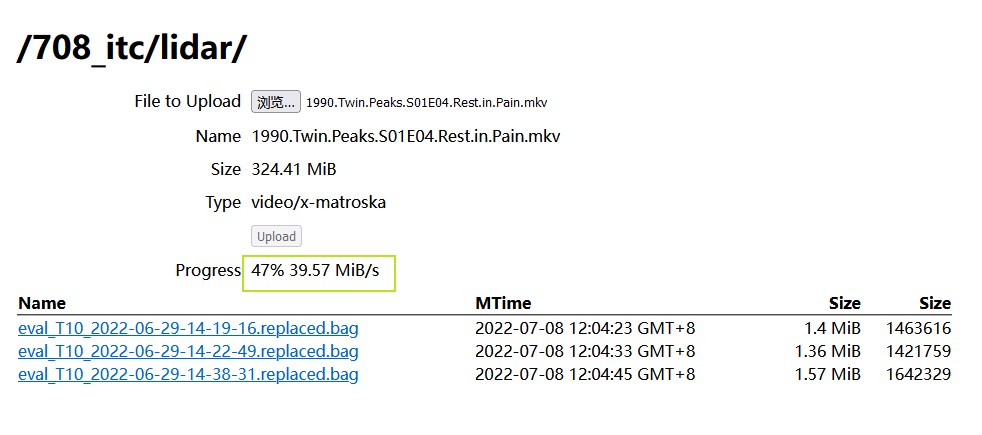 /708_itc/lidar/
File to Upload 浏览... 1990.Twin.Peaks.S01E04.Rest.in.Pain.mkv
Name 1990.Twin.Peaks.S01E04.Rest.in.Pain.mkv
Size 324.41 MiB
Type video/x-matroska
Upload
Progress 47% 39.57 MiB/s
Name MTime Size Size
eval_T10_2022-06-29-14-19-16.replaced.bag 2022-07-08 12:04:23 GMT+8 1.4 MiB 1463616
eval_T10_2022-06-29-14-22-49.replaced.bag 2022-07-08 12:04:33 GMT+8 1.36 MiB 1421759
eval_T10_2022-06-29-14-38-31.replaced.bag 2022-07-08 12:04:45 GMT+8 1.57 MiB 1642329